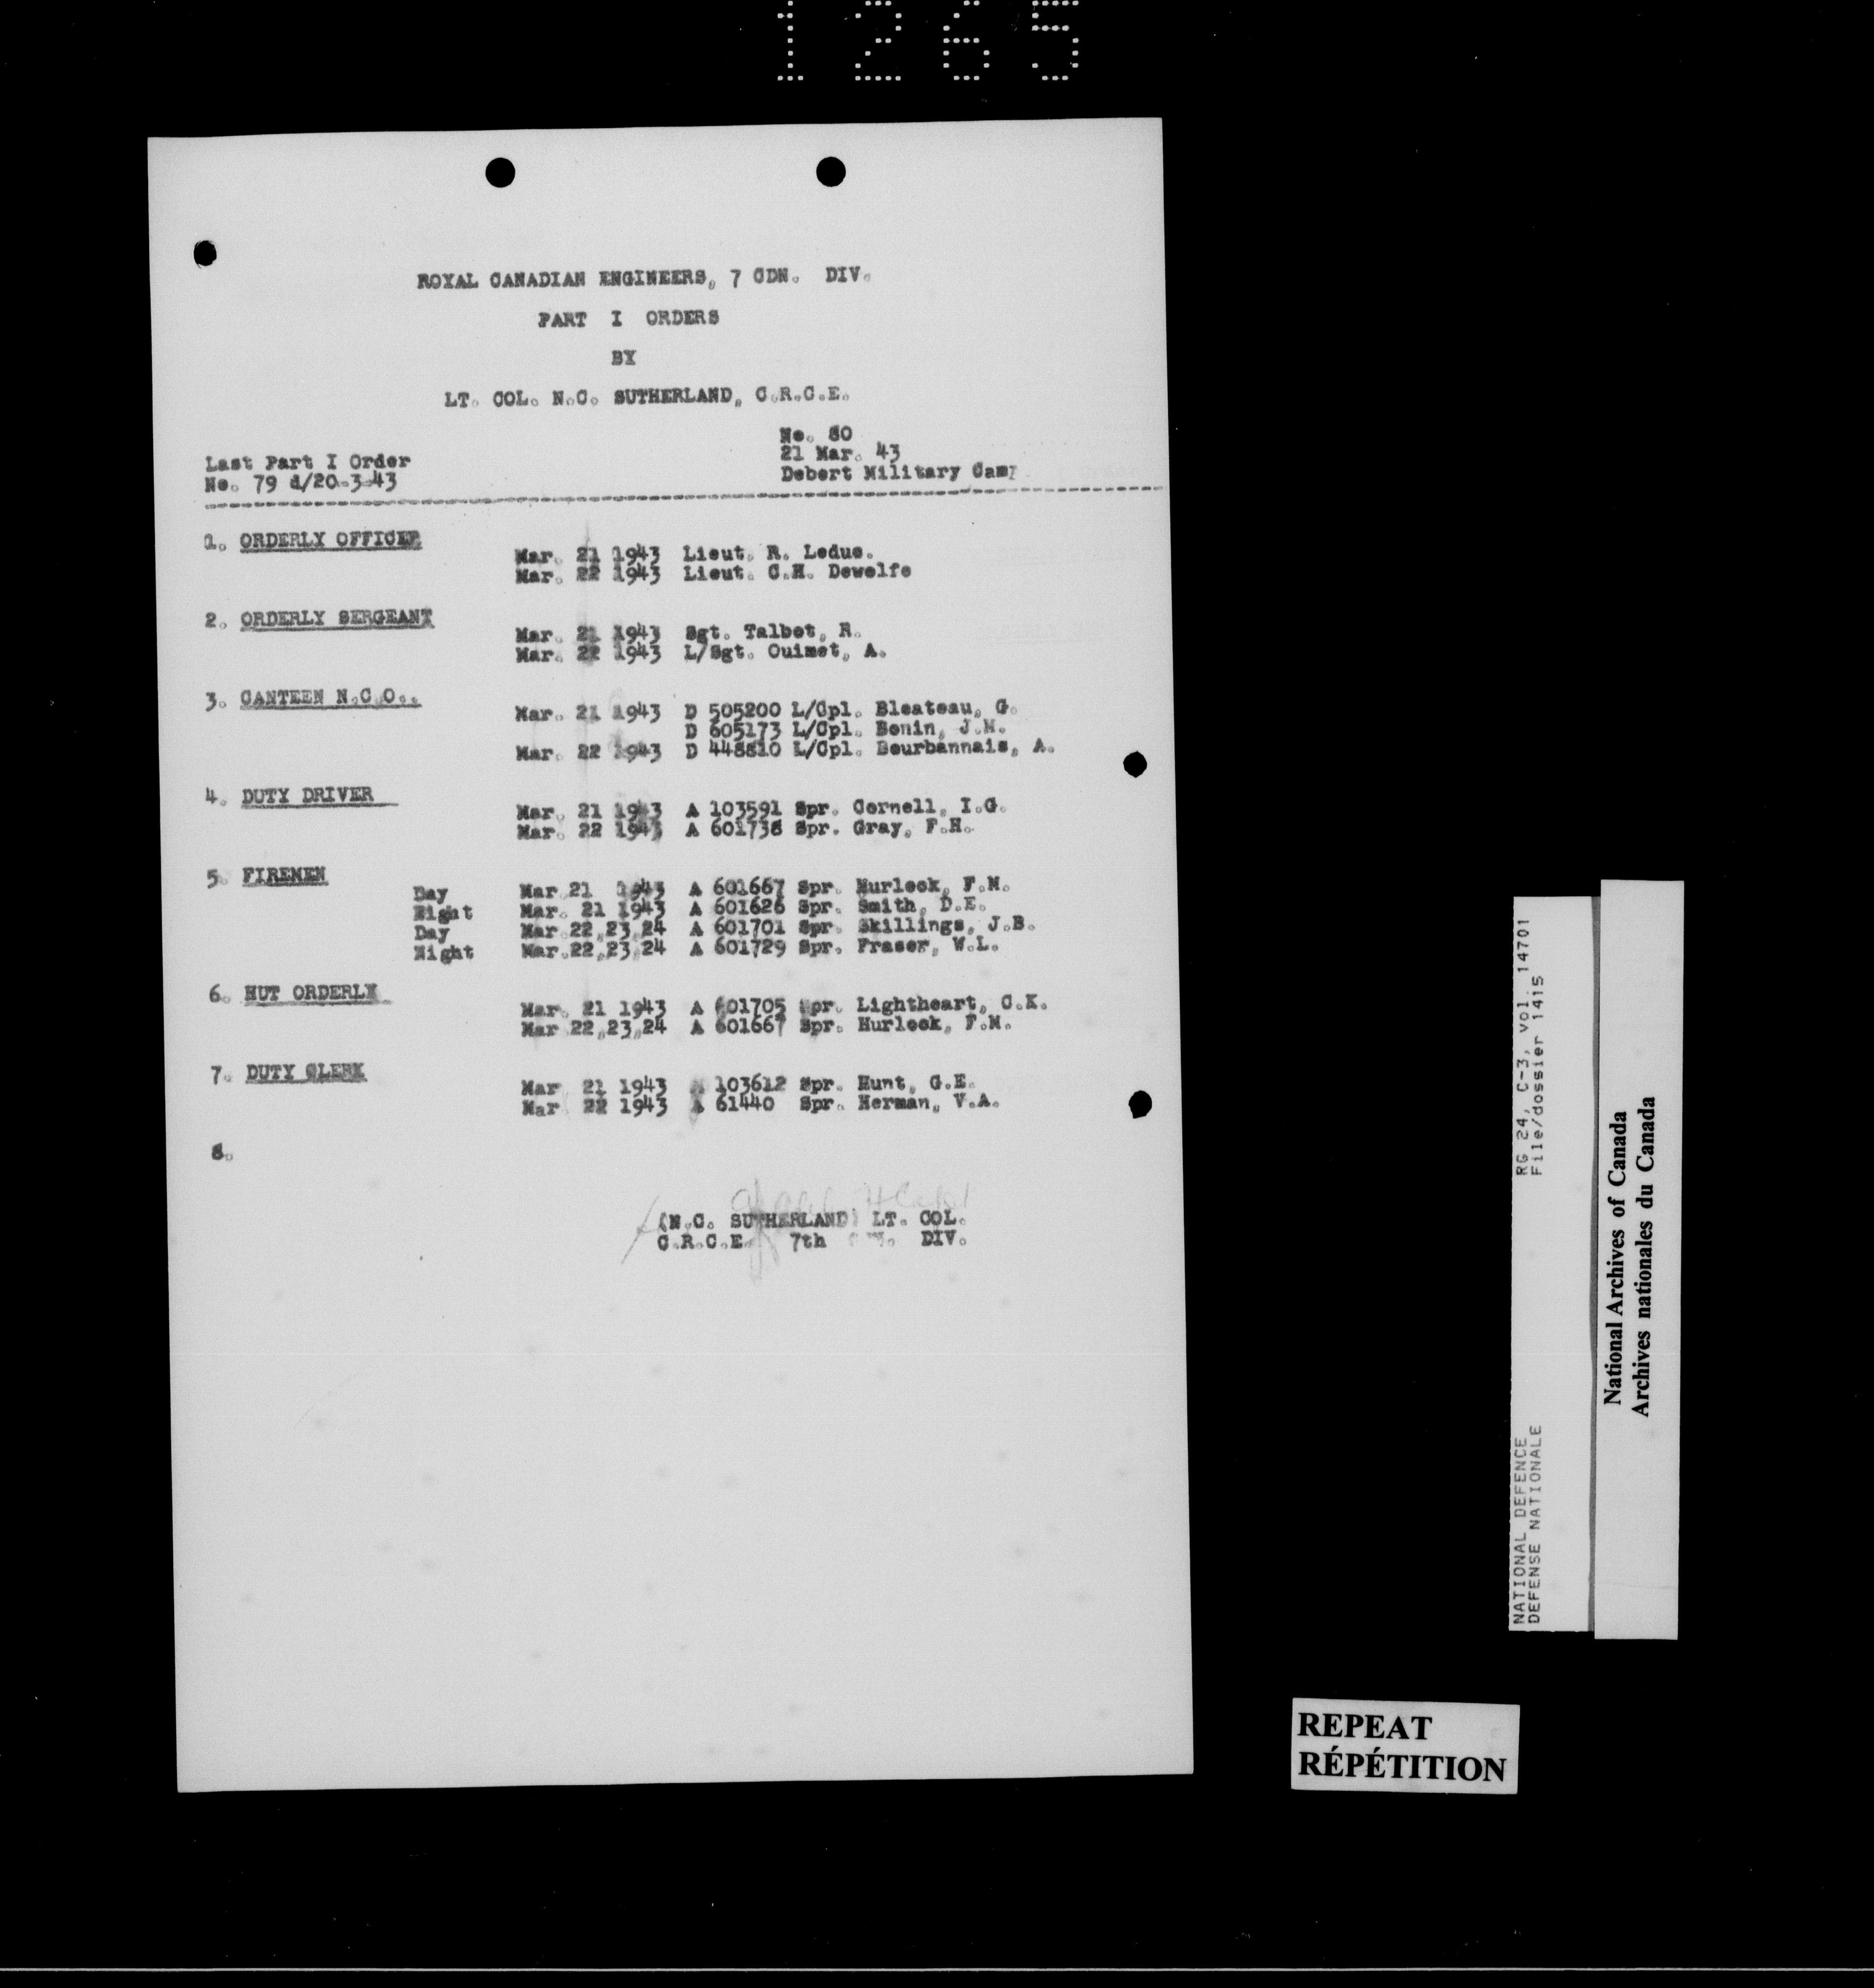 1265
ROYAL CANADIAN ENGINEERS, 7 CDN. DIV.
PART I ORDERS
BY
LT. COL. N.C. SUTHERLAND, C.R.C.E.
No. 80
21 Mar. 43
Debert Military Camp
Last Part I Order
No. 79 d/20-3-43
1. ORDERLY OFFICER
Mar. 21 1943 Lieut. R. Leduc.
Mar. 22 1943 Lieut. C.H. Dewolfe
2. ORDERLY SERGEANT
Mar. 21 1943 Sgt. Talbot, R.
Mar. 22 1943 L/Sgt. Ouimet, A.
3. CANTEEN N.C.O..
Mar. 21 1943 D 505200 L/Cpl. Bleateau, G.
D 605173 L/Cpl. Bonin, J.M.
Mar. 22 1943 D 448810 L/Cpl. Bourbannais, A.
4. DUTY DRIVER
Mar. 21 1943 A 103591 Spr. Cornell, I.G.
Mar. 22 1943 A 601738 Spr. Gray, F.H.
5. FIREMEN
Day Mar.21 1943 A 601667 Spr. Hurlock, F.M.
Night Mar. 21 1943 A 601626 Spr. Smith, D.E.
Day Mar.22,23,24 A 601701 Spr. Skillings, J.B.
Night Mar.22,23,24 A 601729 Spr. Fraser, W.L.
6. HUT ORDERLY
Mar. 21 1943 A 601705 Spr. Lightheart, C.K.
Mar 22,23,24 A 601667 Spr. Hurlock, F.M.
7. DUTY CLERK
Mar 21 1943 A 103612 Spr. Hunt, G.E.
Mar 22 1943 A 61440 Spr. Herman, V.A.
8.
(N.C. SUTHERLAND) LT. COL.
C.R.C.E. 7th DIV.
RG 24, C-3, vol. 14701
File/dossier 1415
NATIONAL DEFENCE
DEFENSE NATIONALE
National Archives of Canada
Archives nationales du Canada
REPEAT
RÉPÉTITION